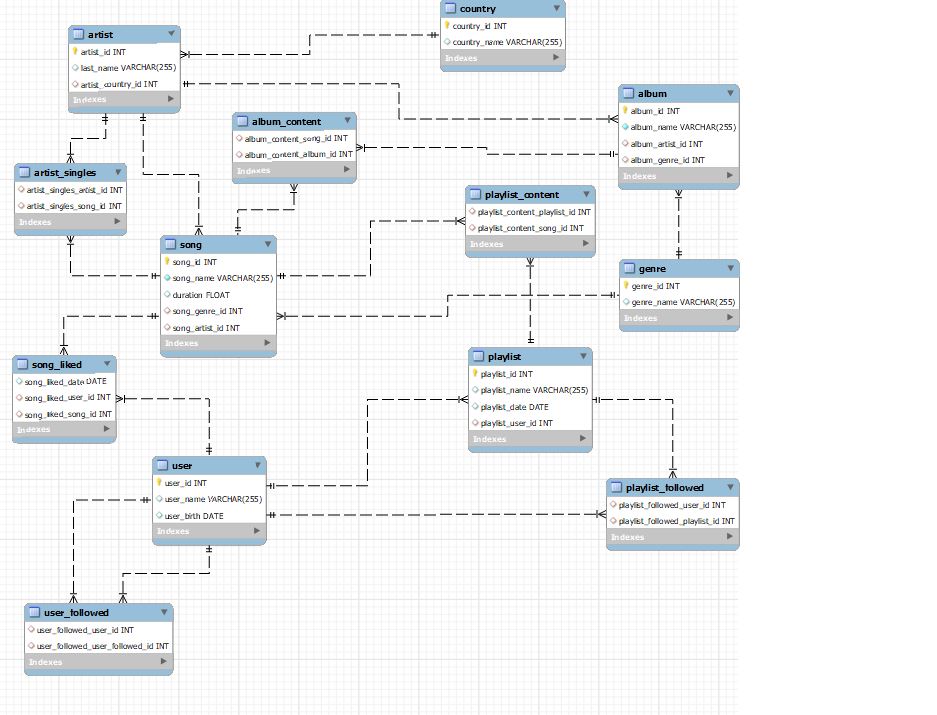 country
country_id INT
country_name VARCHAR(255)
Indexes
artist
artist_id INT
last_name VARCHAR(255)
artist_country_id INT
Indexes
album
album_id INT
album_name VARCHAR(255)
album_artist_id INT
album_genre_id INT
Indexes
album_content
album_content_song_id INT
album_content_album_id INT
Indexes
artist_singles
artist_singles_artist_id INT
artist_singles_song_id INT
Indexes
playlist_content
playlist_content_playlist_id INT
playlist_content_song_id INT
Indexes
song
song_id INT
song_name VARCHAR(255)
duration FLOAT
song_genre_id INT
song_artist_id INT
Indexes
genre
genre_id INT
genre_name VARCHAR(255)
Indexes
song_liked
song_liked_date DATE
song_liked_user_id INT
song_liked_song_id INT
Indexes
playlist
playlist_id INT
playlist_name VARCHAR(255)
playlist_date DATE
playlist_user_id INT
Indexes
user
user_id INT
user_name VARCHAR(255)
user_birth DATE
Indexes
playlist_followed
playlist_followed_user_id INT
playlist_followed_playlist_id INT
Indexes
user_followed
user_followed_user_id INT
user_followed_user_followed_id INT
Indexes